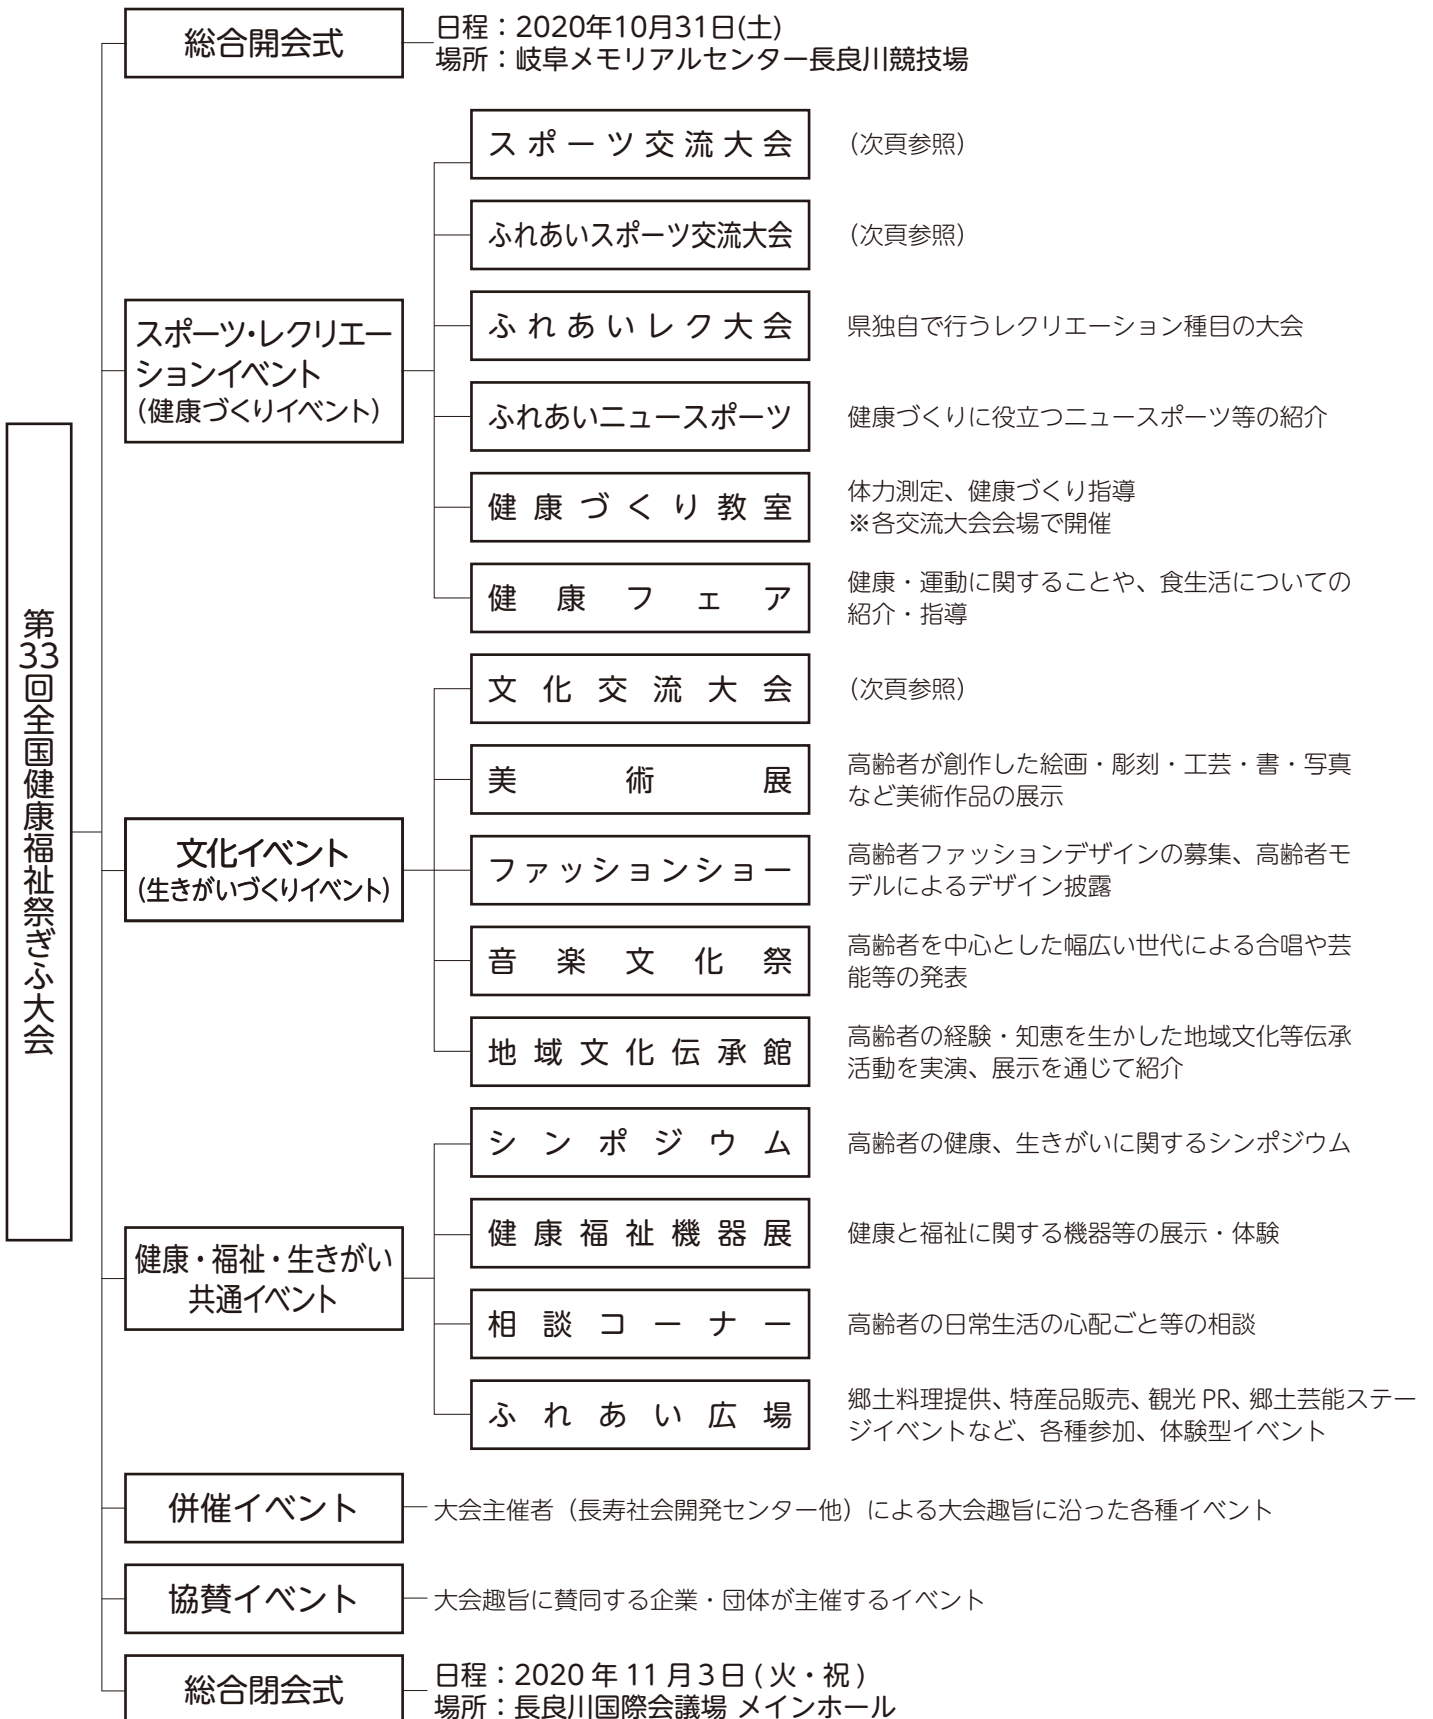 第33回全国健康福祉祭ぎふ大会
総合開会式
日程：2020年10月31日(土)
場所：岐阜メモリアルセンター長良川競技場
スポーツ・レクリエー
ションイベント
（健康づくりイベント）
スポーツ交流大会
（次頁参照）
ふれあいスポーツ交流大会
（次頁参照）
ふれあいレク大会
県独自で行うレクリエーション種目の大会
ふれあいニュースポーツ
健康づくりに役立つニュースポーツ等の紹介
健康づくり教室
体力測定、健康づくり指導
※各交流大会会場で開催
健康フェア
健康・運動に関することや、食生活についての
紹介・指導
文化イベント
（生きがいづくりイベント）
文化交流大会
（次頁参照）
美術展
高齢者が創作した絵画・彫刻・工芸・書・写真
など美術作品の展示
ファッションショー
高齢者ファッションデザインの募集、高齢者モ
デルによるデザイン披露
音楽文化祭
高齢者を中心とした幅広い世代による合唱や芸
能等の発表
地域文化伝承館
高齢者の経験・知恵を生かした地域文化等伝承
活動を実演、展示を通じて紹介
健康・福祉・生きがい
共通イベント
シンポジウム
高齢者の健康、生きがいに関するシンポジウム
健康福祉機器展
健康と福祉に関する機器等の展示・体験
相談コーナー
高齢者の日常生活の心配ごと等の相談
ふれあい広場
郷土料理提供、特産品販売、観光 PR、郷土芸能ステー
ジイベントなど、各種参加、体験型イベント
併催イベント
大会主催者（長寿社会開発センター他）による大会趣旨に沿った各種イベント
協賛イベント
大会趣旨に賛同する企業・団体が主催するイベント
総合閉会式
日程：2020 年 11 月３日 ( 火・祝 )
場所：長良川国際会議場 メインホール